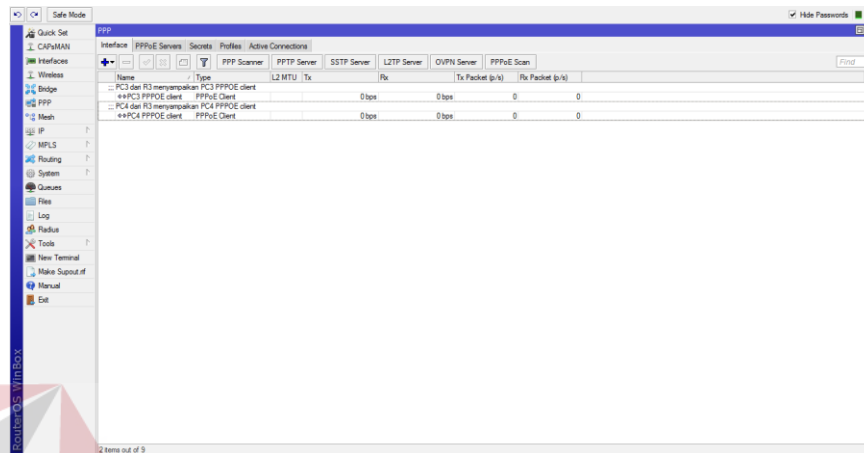 Safe Mode
Hide Passwords
Quick Set
CAPsMAN
Interfaces
Wireless
Bridge
PPP
Mesh
IP
MPLS
Routing
System
Queues
Files
Log
Radius
Tools
New Terminal
Make Supout.rif
Manual
Exit
RouterOS WinBox
PPP
Interface PPPoE Servers Secrets Profiles Active Connections
PPP Scanner PPTP Server SSTP Server L2TP Server OVPN Server PPPoE Scan Find
Name Type L2 MTU Tx Rx Tx Packet (p/s) Rx Packet (p/s)
::: PC3 dari R3 menyampaikan PC3 PPPOE client
PC3 PPPOE client PPPoE Client 0 bps 0 bps 0 0
::: PC4 dari R3 menyampaikan PC4 PPPOE client
PC4 PPPOE client PPPoE Client 0 bps 0 bps 0 0
2 items out of 9